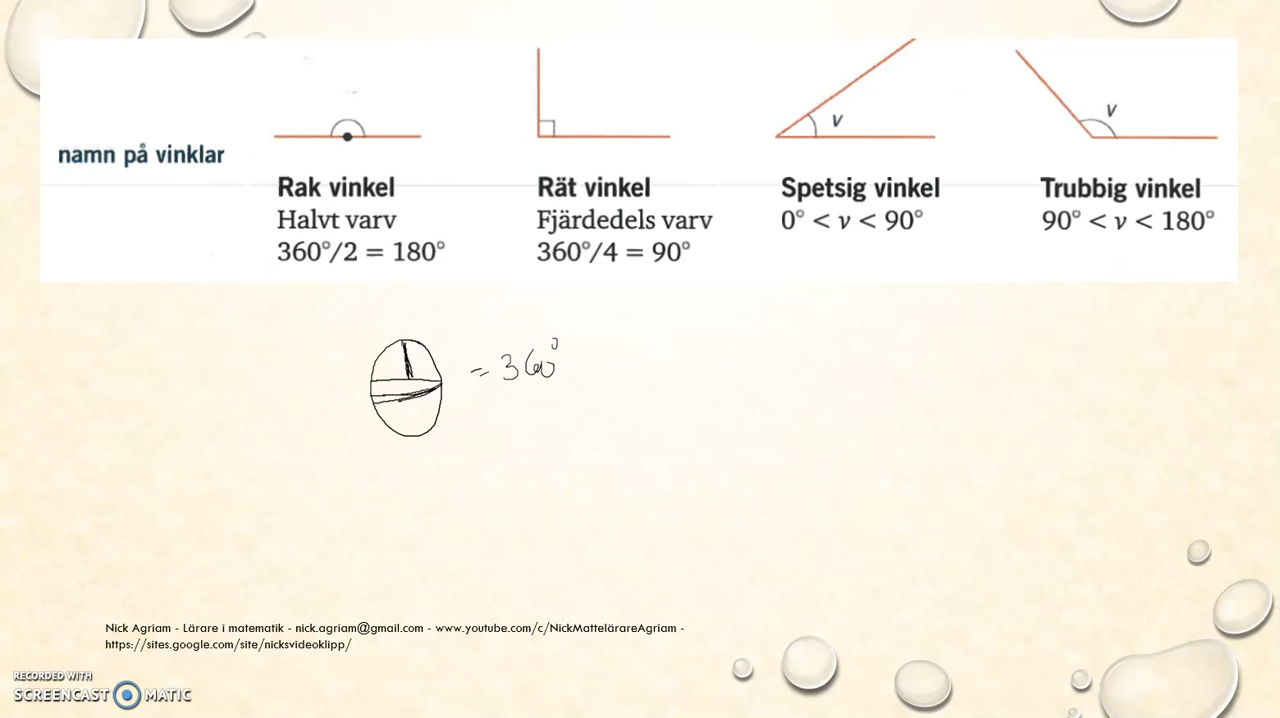 namn på vinklar
Rak vinkel
Halvt varv
360°/2 = 180°
Rät vinkel
Fjärdedels varv
360°/4 = 90°
v
Spetsig vinkel
0° < v < 90°
v
Trubbig vinkel
90° < v < 180°
= 360°
Nick Agriam - Lärare i matematik - nick.agriam@gmail.com - www.youtube.com/c/NickMattelärareAgriam -
https://sites.google.com/site/nicksvideoklipp/
RECORDED WITH
SCREENCAST MATIC